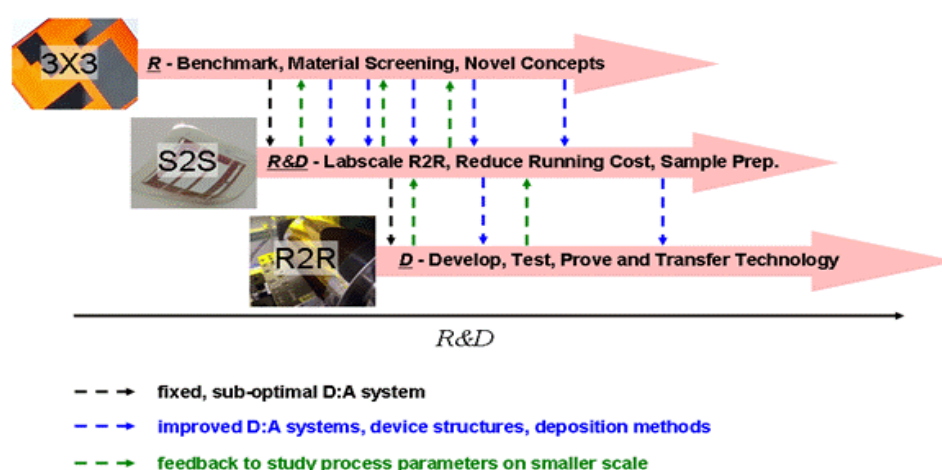 3X3
R - Benchmark, Material Screening, Novel Concepts
S2S
R&D - Labscale R2R, Reduce Running Cost, Sample Prep.
R2R
D - Develop, Test, Prove and Transfer Technology
R&D
fixed, sub-optimal D:A system
improved D:A systems, device structures, deposition methods
feedback to study process parameters on smaller scale